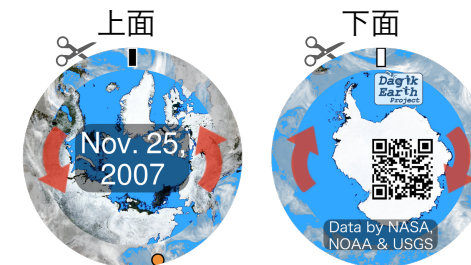 上面
下面
Nov. 25,
2007
Dagik
Earth
Project
Data by NASA,
NOAA & USGS